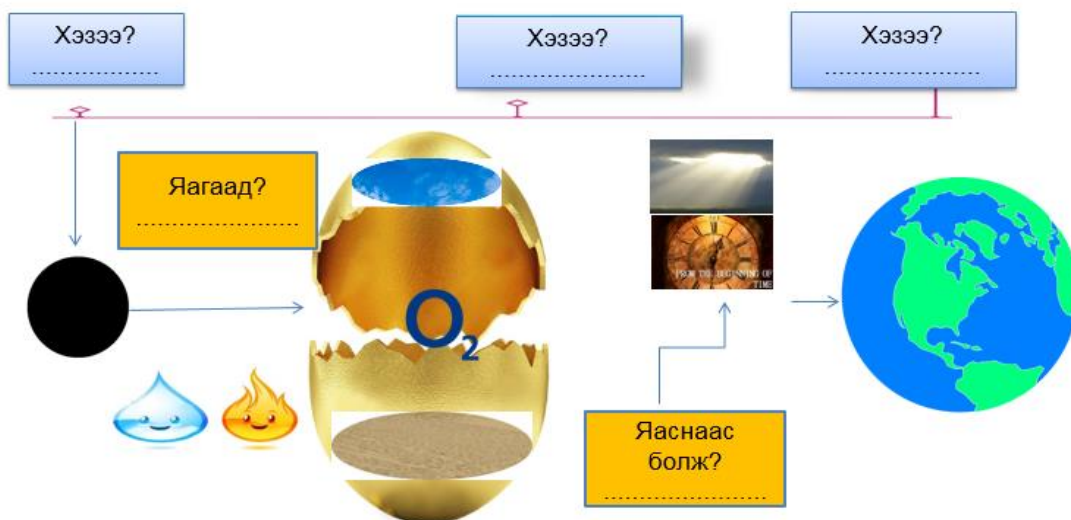 Хэзээ?
................
Хэзээ?
....................
Хэзээ?
....................
Яагаад?
.....................
O2
FROM THE BEGINNING OF
TIME
Яаснаас
болж?
.....................